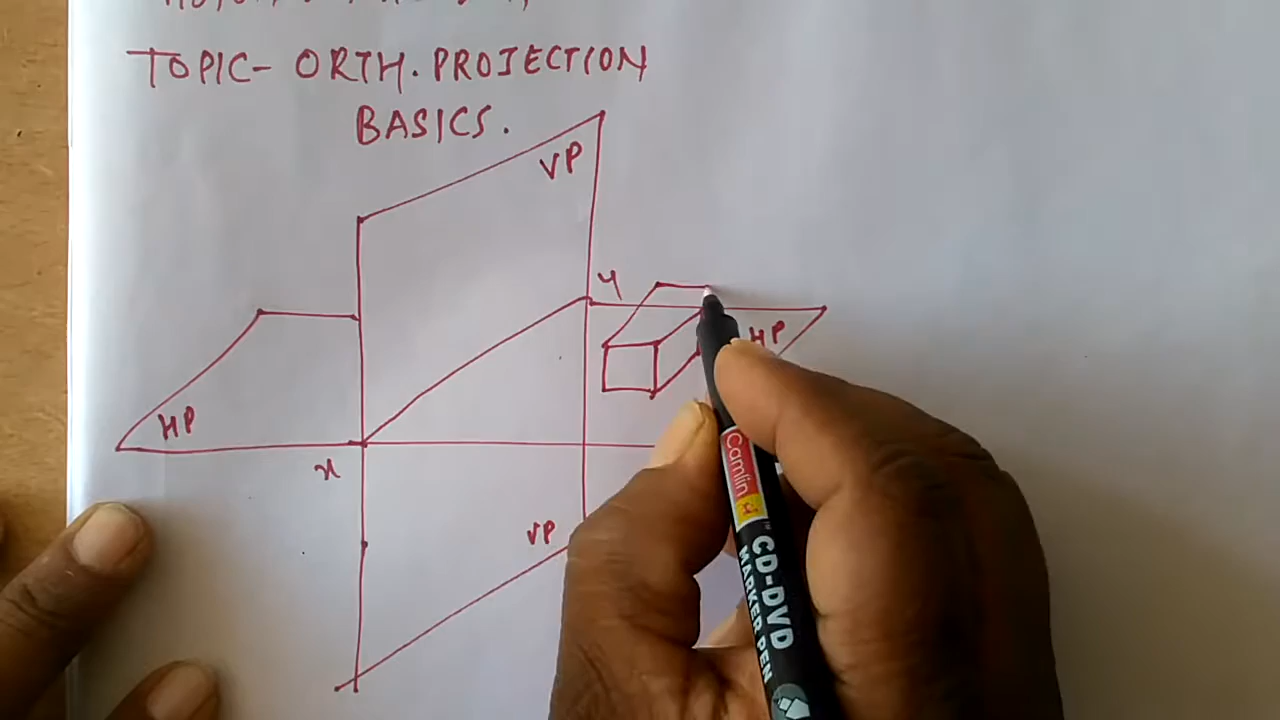 TOPIC- ORTH. PROJECTION
BASICS.
VP
y
HP
HP
x
VP
Camlin
CD-DVD
MARKER PEN